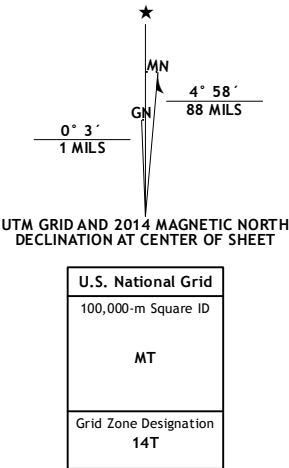 ★
MN
4° 58´
88 MILS
GN
0° 3´
1 MILS
UTM GRID AND 2014 MAGNETIC NORTH
DECLINATION AT CENTER OF SHEET
U.S. National Grid
100,000-m Square ID
MT
Grid Zone Designation
14T